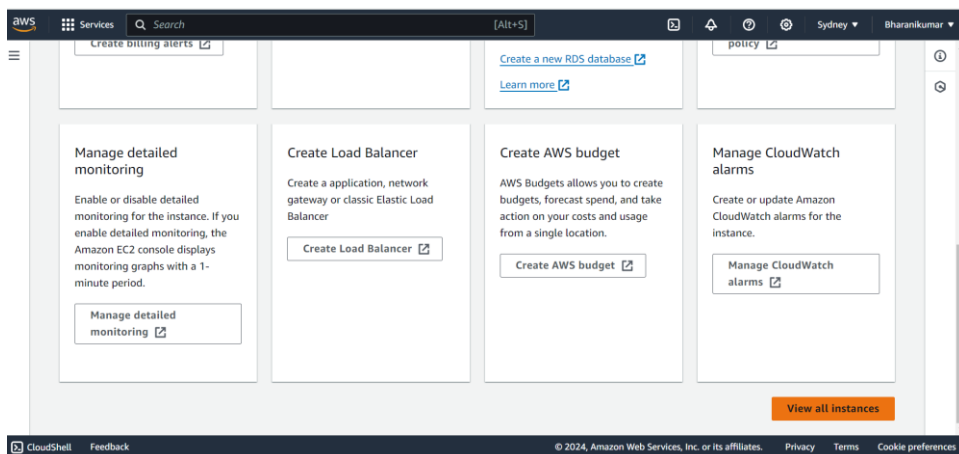 aws
Services
Search
[Alt+S]
Sydney
Bharanikumar
Create billing alerts
Create a new RDS database
Learn more
policy
Manage detailed
monitoring
Enable or disable detailed
monitoring for the instance. If you
enable detailed monitoring, the
Amazon EC2 console displays
monitoring graphs with a 1-
minute period.
Manage detailed
monitoring
Create Load Balancer
Create a application, network
gateway or classic Elastic Load
Balancer
Create Load Balancer
Create AWS budget
AWS Budgets allows you to create
budgets, forecast spend, and take
action on your costs and usage
from a single location.
Create AWS budget
Manage CloudWatch
alarms
Create or update Amazon
CloudWatch alarms for the
instance.
Manage CloudWatch
alarms
View all instances
CloudShell
Feedback
© 2024, Amazon Web Services, Inc. or its affiliates.
Privacy
Terms
Cookie preferences